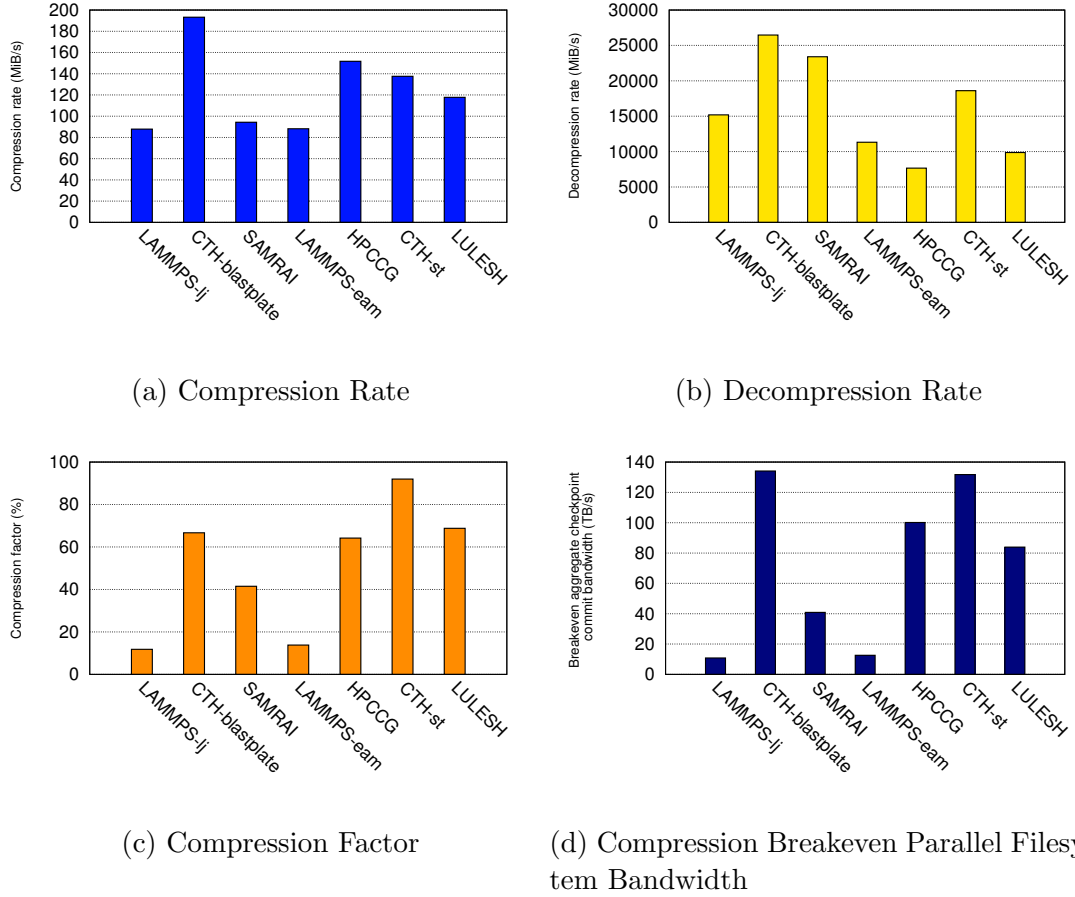 Compression rate (MiB/s)
200
180
160
140
120
100
80
60
40
20
0
LAMMPS-lj
CTH-blastplate
SAMRAI
LAMMPS-eam
HPCCG
CTH-st
LULESH
(a) Compression Rate
Decompression rate (MiB/s)
30000
25000
20000
15000
10000
5000
0
LAMMPS-lj
CTH-blastplate
SAMRAI
LAMMPS-eam
HPCCG
CTH-st
LULESH
(b) Decompression Rate
Compression factor (%)
100
80
60
40
20
0
LAMMPS-lj
CTH-blastplate
SAMRAI
LAMMPS-eam
HPCCG
CTH-st
LULESH
(c) Compression Factor
Breakeven aggregate checkpoint
commit bandwidth (TB/s)
140
120
100
80
60
40
20
0
LAMMPS-lj
CTH-blastplate
SAMRAI
LAMMPS-eam
HPCCG
CTH-st
LULESH
(d) Compression Breakeven Parallel Filesy
tem Bandwidth